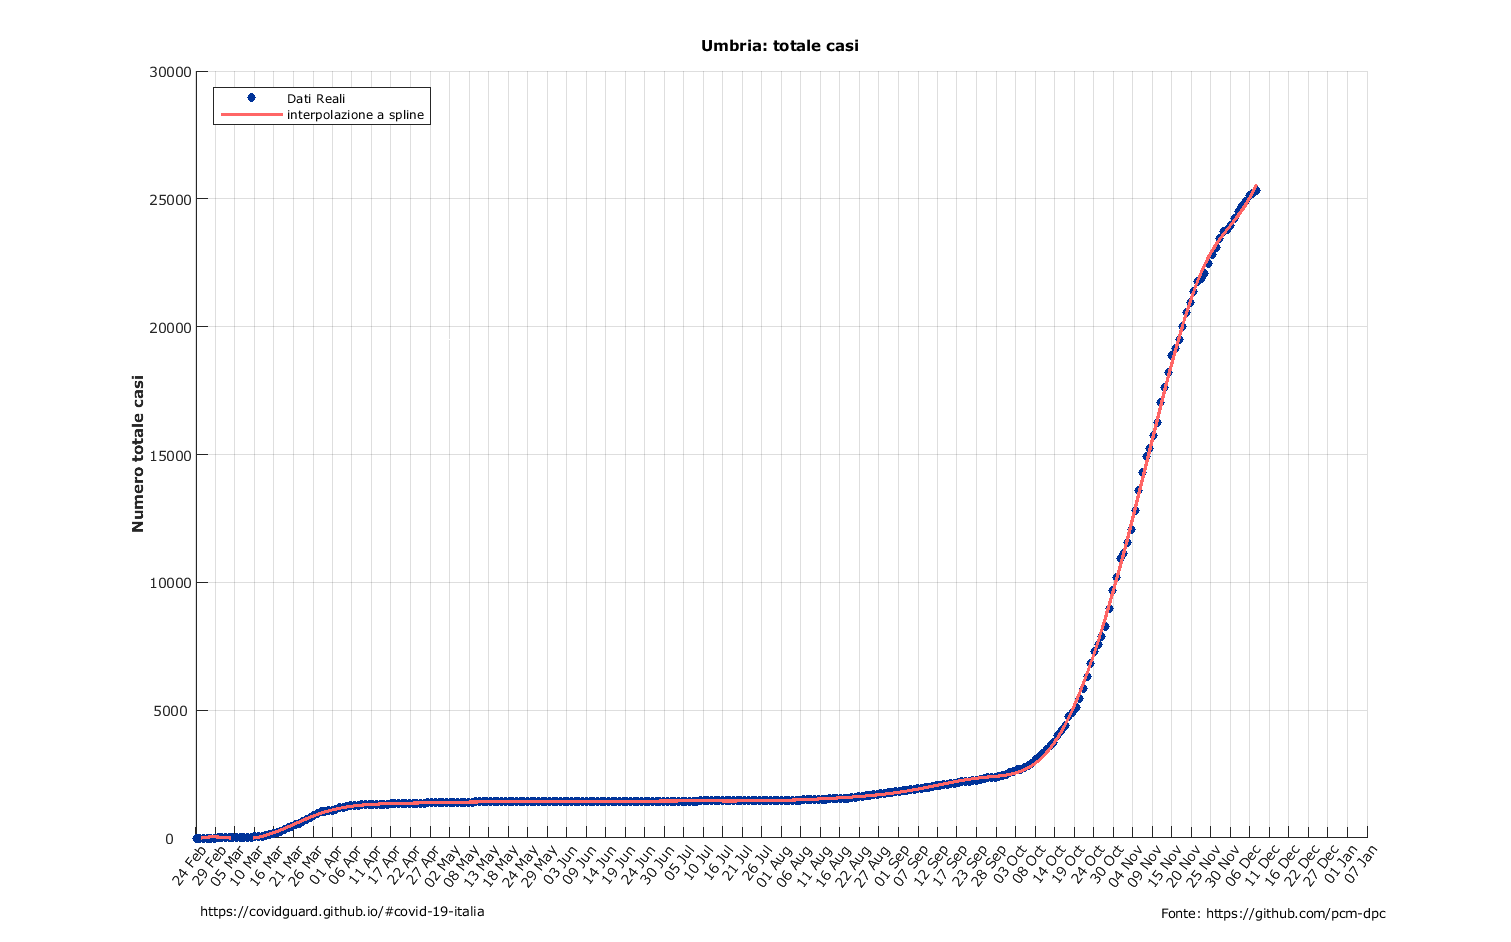 Umbria: totale casi
Dati Reali
interpolazione a spline
Numero totale casi
30000
25000
20000
15000
10000
5000
0
24 Feb
29 Feb
05 Mar
10 Mar
16 Mar
21 Mar
26 Mar
01 Apr
06 Apr
11 Apr
17 Apr
22 Apr
27 Apr
02 May
08 May
13 May
18 May
24 May
29 May
03 Jun
09 Jun
14 Jun
19 Jun
24 Jun
30 Jun
05 Jul
10 Jul
16 Jul
21 Jul
26 Jul
01 Aug
06 Aug
11 Aug
16 Aug
22 Aug
27 Aug
01 Sep
07 Sep
12 Sep
17 Sep
23 Sep
28 Sep
03 Oct
08 Oct
14 Oct
19 Oct
24 Oct
30 Oct
04 Nov
09 Nov
15 Nov
20 Nov
25 Nov
30 Nov
06 Dec
11 Dec
16 Dec
22 Dec
27 Dec
01 Jan
07 Jan
https://covidguard.github.io/#covid-19-italia
Fonte: https://github.com/pcm-dpc